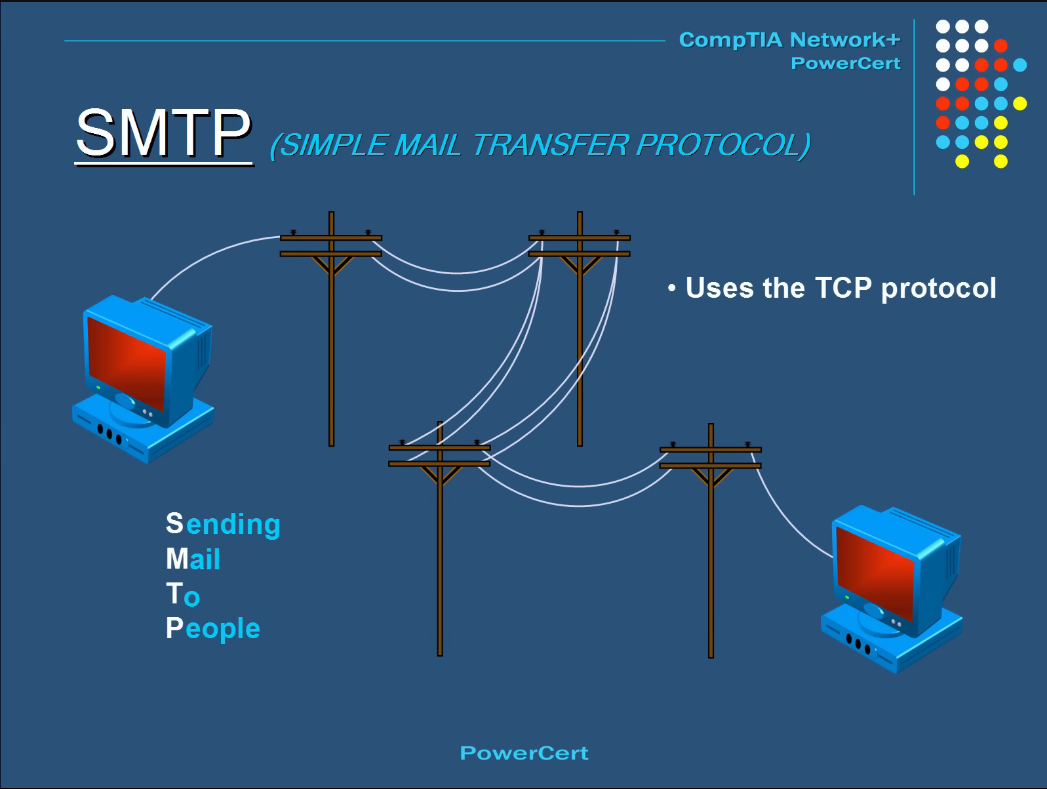 CompTIA Network+
PowerCert
SMTP (SIMPLE MAIL TRANSFER PROTOCOL)
• Uses the TCP protocol
Sending
Mail
To
People
PowerCert